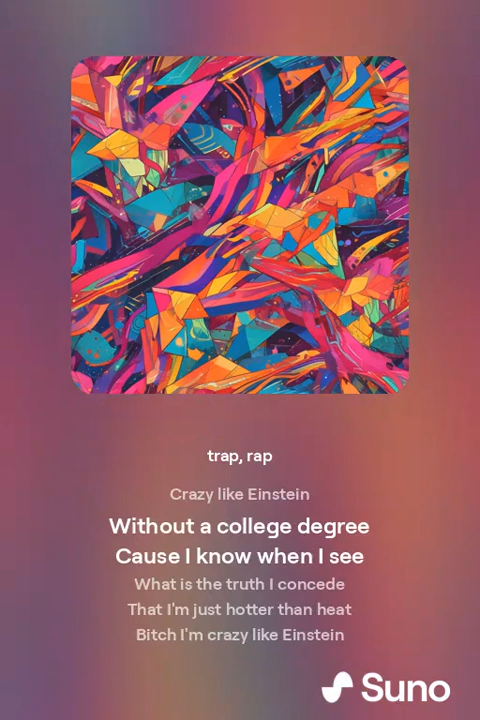 trap, rap
Crazy like Einstein
Without a college degree
Cause I know when I see
What is the truth I concede
That I'm just hotter than heat
Bitch I'm crazy like Einstein
Suno